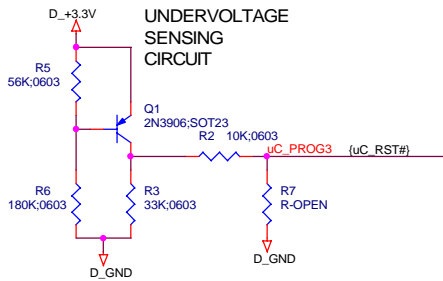 D_+3.3V
UNDERVOLTAGE
SENSING
CIRCUIT
R5
56K;0603
Q1
2N3906;SOT23
R2 10K;0603
uC_PROG3
{uC_RST#}
R6
180K;0603
R3
33K;0603
R7
R-OPEN
D_GND
D_GND